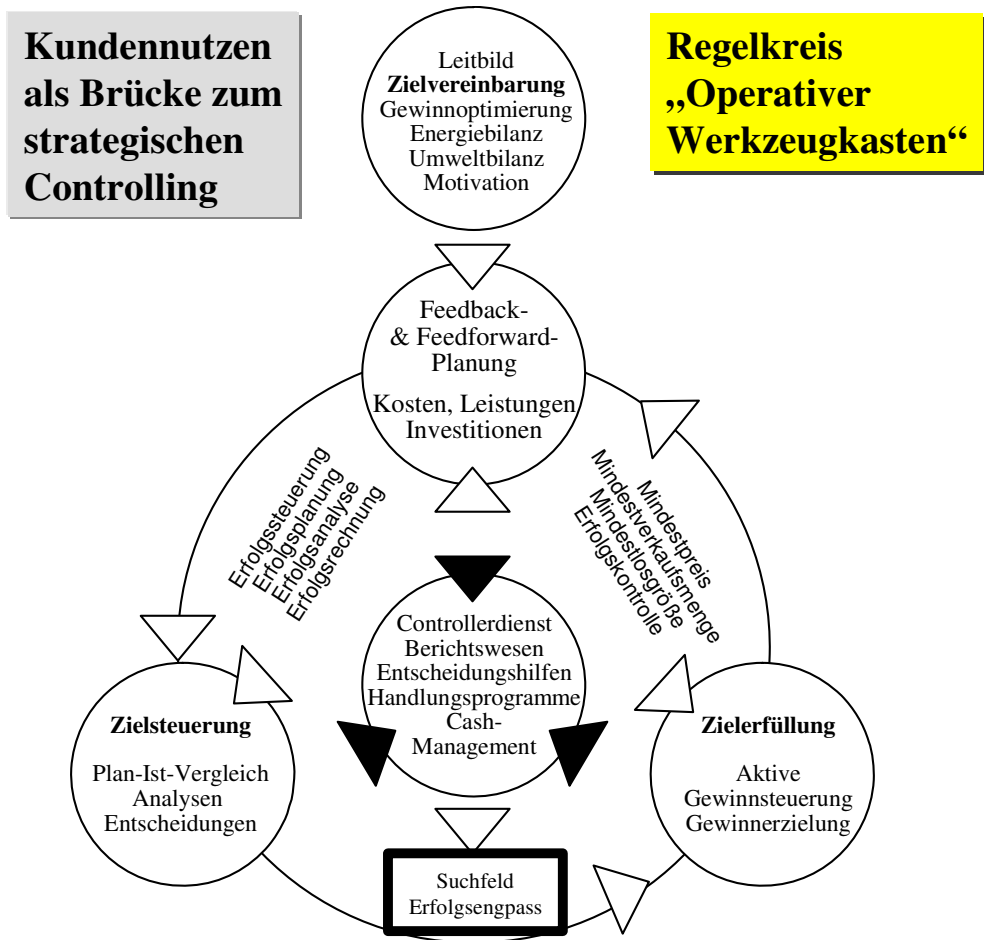 Kundennutzen
als Brücke zum
strategischen
Controlling
Regelkreis
„Operativer
Werkzeugkasten“
Leitbild
Zielvereinbarung
Gewinnoptimierung
Energiebilanz
Umweltbilanz
Motivation
Feedback-
& Feedforward-
Planung
Kosten, Leistungen
Investitionen
Erfolgssteuerung
Erfolgsplanung
Erfolgsanalyse
Erfolgsrechnung
Mindestpreis
Mindestverkaufsmenge
Mindestlosgröße
Erfolgskontrolle
Controllerdienst
Berichtswesen
Entscheidungshilfen
Handlungsprogramme
Cash-
Management
Zielsteuerung
Plan-Ist-Vergleich
Analysen
Entscheidungen
Zielerfüllung
Aktive
Gewinnsteuerung
Gewinnerzielung
Suchfeld
Erfolgsengpass